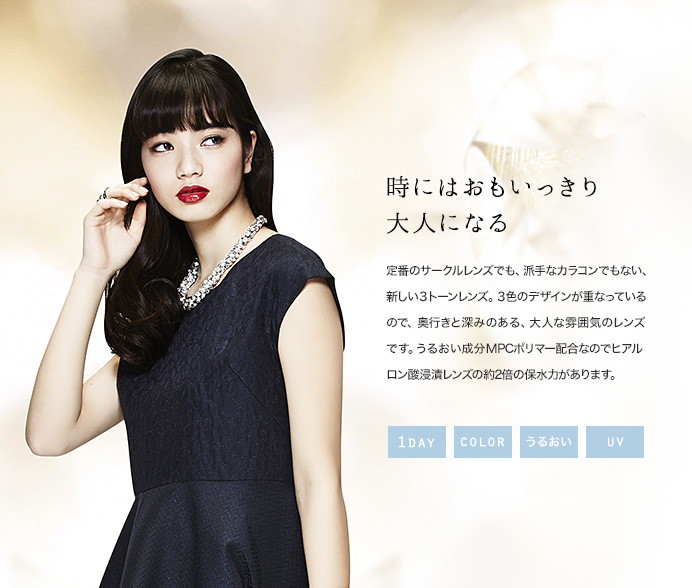 時にはおもいっきり
大人になる
定番のサークルレンズでも、派手なカラコンでもない、
新しい3トーンレンズ。3色のデザインが重なっている
ので、奥行きと深みのある、大人な雰囲気のレンズ
です。うるおい成分MPCポリマー配合なのでヒアル
ロン酸浸漬レンズの約2倍の保水力があります。
1DAY COLOR うるおい UV